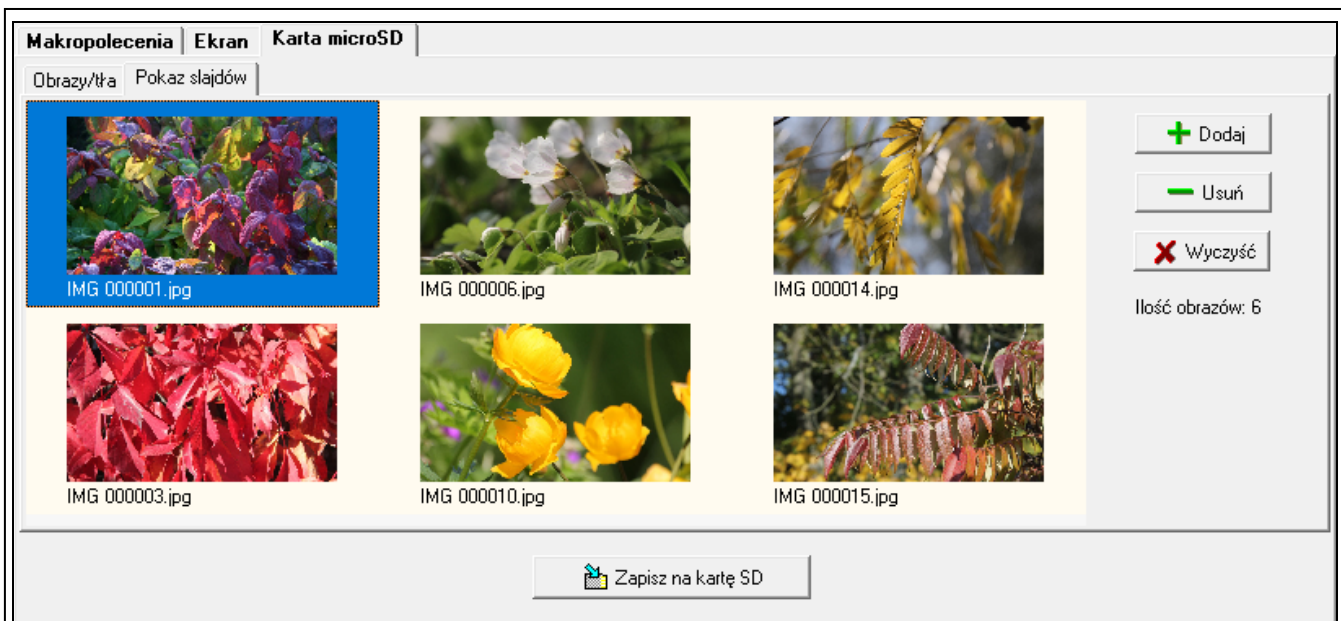 Makropolecenia Ekran Karta microSD
Obrazy/tła Pokaz slajdów
IMG 000001.jpg IMG 000006.jpg IMG 000014.jpg
IMG 000003.jpg IMG 000010.jpg IMG 000015.jpg
Dodaj
Usuń
Wyczyść
Ilość obrazów: 6
Zapisz na kartę SD